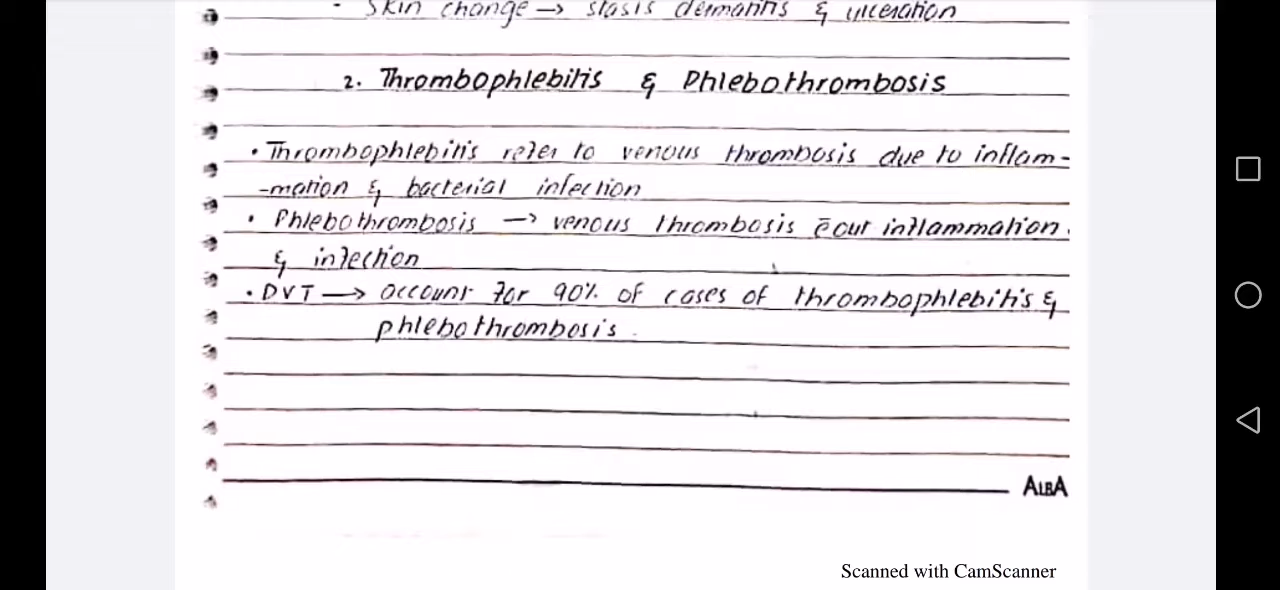 - Skin change → stasis dermatitis & ulceration
2. Thrombophlebitis & Phlebothrombosis
• Thrombophlebitis refer to venous thrombosis due to inflam-
-mation & bacterial infection
• Phlebothrombosis → venous thrombosis c̄out inflammation.
& infection
• DVT → account for 90% of cases of thrombophlebitis &
phlebothrombosis.
ALBA
Scanned with CamScanner